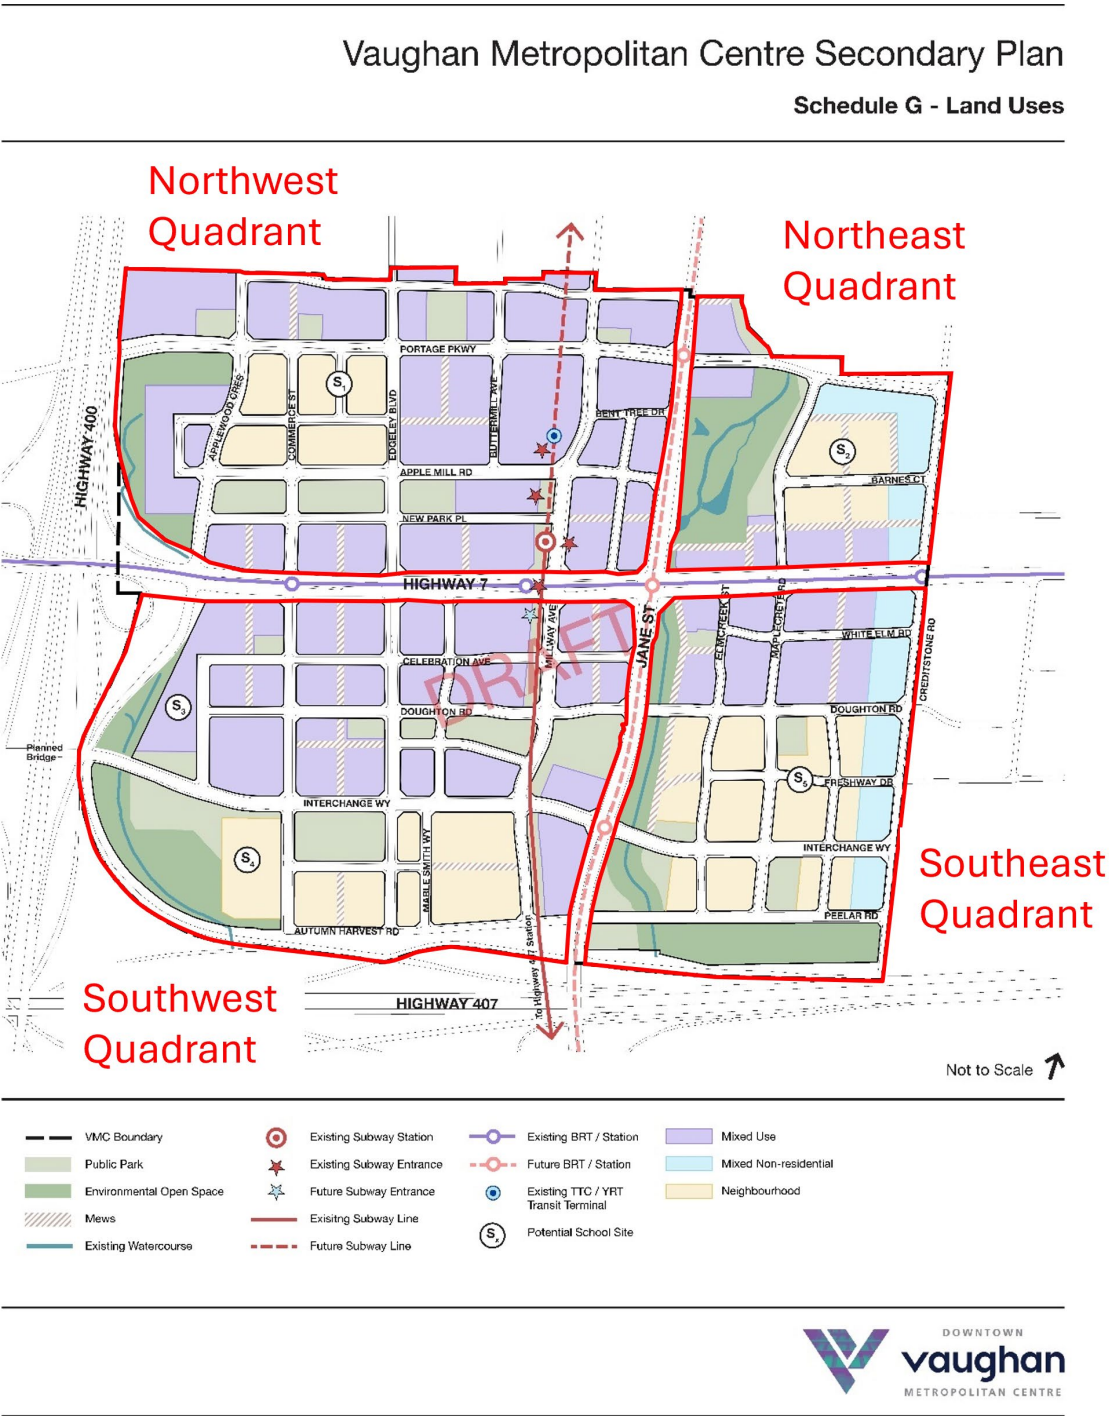 Vaughan Metropolitan Centre Secondary Plan
Schedule G - Land Uses
Northwest
Quadrant
Northeast
Quadrant
HIGHWAY 400
PORTAGE PKWY
APPLEWOOD CRES
COMMERCE ST
S1
EDGELEY BLVD
BUTTERMILL AVE
BENT TREE DR
S2
BARNES CT
APPLE MILL RD
NEW PARK PL
HIGHWAY 7
JANE ST
MILLWAY AVE
ELMCREEK ST
MAPLECRETE RD
WHITE ELM RD
CREDITSTONE RD
CELEBRATION AVE
DRAFT
S3
DOUGHTON RD
DOUGHTON RD
Planned
Bridge
S5
FRESHWAY DR
INTERCHANGE WY
INTERCHANGE WY
S4
MABLE SMITH WY
AUTUMN HARVEST RD
PEELAR RD
To Highway 407 Station
Southeast
Quadrant
Southwest
Quadrant
HIGHWAY 407
Not to Scale
VMC Boundary
Public Park
Environmental Open Space
Mews
Existing Watercourse
Existing Subway Station
Existing Subway Entrance
Future Subway Entrance
Exisitng Subway Line
Future Subway Line
Existing BRT / Station
Future BRT / Station
Existing TTC / YRT
Transit Terminal
Sx
Potential School Site
Mixed Use
Mixed Non-residential
Neighbourhood
DOWNTOWN
vaughan
METROPOLITAN CENTRE